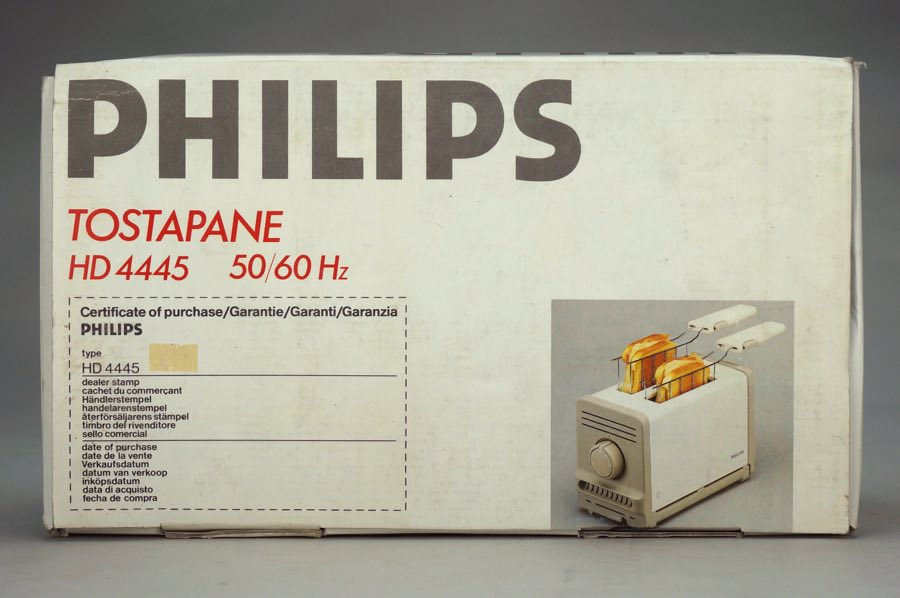 PHILIPS
TOSTAPANE
HD 4445 50/60 Hz
Certificate of purchase/Garantie/Garanti/Garanzia
PHILIPS
type
HD 4445
dealer stamp
cachet du commerçant
Händlerstempel
handelarenstempel
återförsäljarens stämpel
timbro del rivenditore
sello comercial
date of purchase
date de la vente
Verkaufsdatum
datum van verkoop
inköpsdatum
data di acquisto
fecha de compra
PHILIPS